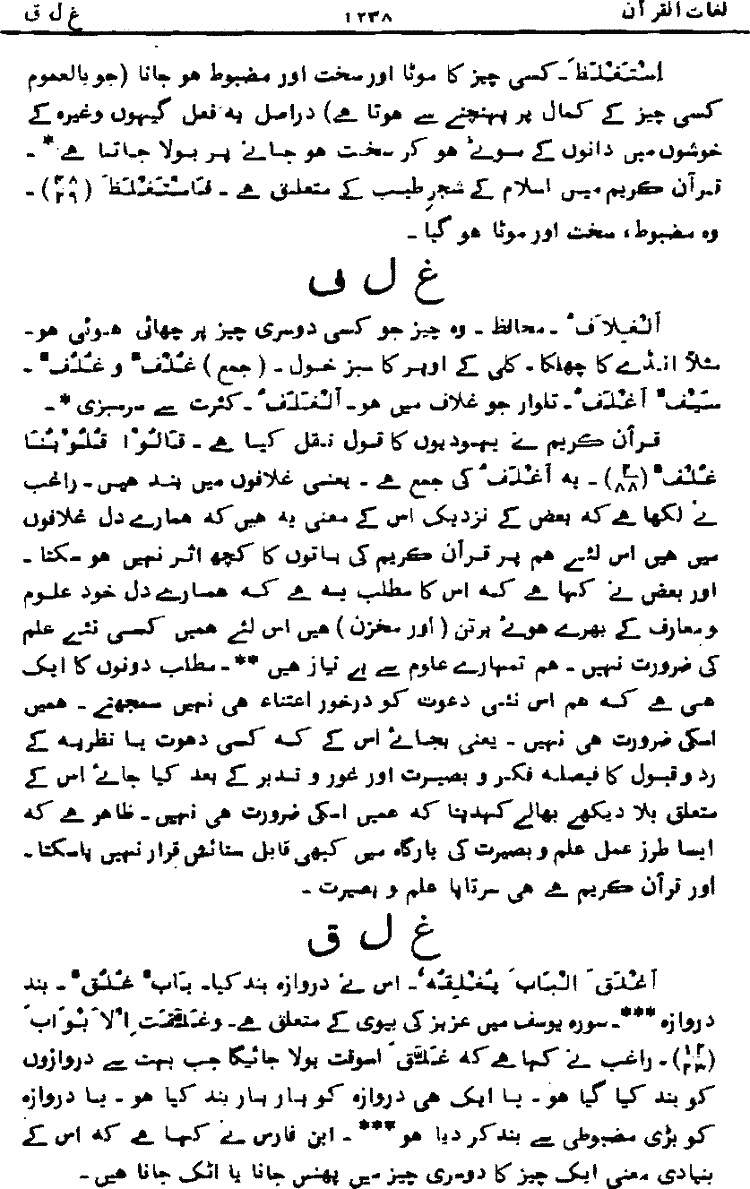 لغات القرآن ۱۲۳۸ غ ل ق
اِسْتَغْلَظَ۔ کسی چیز کا موٹا اور سخت اور مضبوط ہو جانا (جو بالعموم
کسی چیز کے کمال پر پہنچنے سے ہوتا ہے) دراصل یہ فعل گیہوں وغیرہ کے
خوشوں میں دانوں کے موٹے ہو کر سخت ہو جانے پر بولا جاتا ہے*۔
قرآن کریم میں اسلام کے شجرِ طیب کے متعلق ہے۔ فَاسْتَغْلَظَ (۴۸/۲۹)۔
وہ مضبوط، سخت اور موٹا ہو گیا۔
غ ل ف
اَلْغِلَافُ۔ محافظ۔ وہ چیز جو کسی دوسری چیز پر چھائی ہوئی ہو۔
مثلاً انڈے کا چھلکا۔ کلی کے اوپر کا سبز خول۔ (جمع) غُلُفٌ و غُلْفٌ۔
سَیْفٌ اَغْلَفُ۔ تلوار جو غلاف میں ہو۔ اَلْغَلَفُ۔ کثرت سے سرسبزی*۔
قرآن کریم نے یہودیوں کا قول نقل کیا ہے۔ قَالُوْا قُلُوْبُنَا
غُلْفٌ (۲/۸۸)۔ یہ اَغْلَفُ کی جمع ہے۔ یعنی غلافوں میں بند ہیں۔ راغب
نے لکھا ہے کہ بعض کے نزدیک اس کے معنی یہ ہیں کہ ہمارے دل غلافوں
میں ہیں اس لئے ہم پر قرآن کریم کی باتوں کا کچھ اثر نہیں ہو سکتا۔
اور بعض نے کہا ہے کہ اس کا مطلب یہ ہے کہ ہمارے دل خود علوم
و معارف کے بھرے ہوئے برتن (اور مخزن) ہیں اس لئے ہمیں کسی نئے علم
کی ضرورت نہیں۔ ہم تمہارے علوم سے بے نیاز ہیں**۔ مطلب دونوں کا ایک
ہی ہے کہ ہم اس نئی دعوت کو درخور اعتناء ہی نہیں سمجھتے۔ ہمیں
اسکی ضرورت ہی نہیں۔ یعنی بجائے اس کے کہ کسی دعوت یا نظریہ کے
رد و قبول کا فیصلہ فکر و بصیرت اور غور و تدبر کے بعد کیا جائے اس کے
متعلق بلا دیکھے بھالے کہدینا کہ ہمیں اسکی ضرورت ہی نہیں۔ ظاہر ہے کہ
ایسا طرز عمل علم و بصیرت کی بارگاہ میں کبھی قابل ستائش قرار نہیں پا سکتا۔
اور قرآن کریم ہے ہی سرتاپا علم و بصیرت۔
غ ل ق
اَغْلَقَ الْبَابَ یُغْلِقُہٗ۔ اس نے دروازہ بند کیا۔ بَابٌ غُلُقٌ۔ بند
دروازہ***۔ سورہ یوسف میں عزیز کی بیوی کے متعلق ہے۔ وَغَلَّقَتِ الْاَبْوَابَ
(۱۲/۲۳)۔ راغب نے کہا ہے کہ غَلَّقَ اسوقت بولا جائیگا جب بہت سے دروازوں
کو بند کیا گیا ہو۔ یا ایک ہی دروازہ کو بار بار بند کیا ہو۔ یا دروازہ
کو بڑی مضبوطی سے بند کر دیا ہو***۔ ابن فارس نے کہا ہے کہ اس کے
بنیادی معنی ایک چیز کا دوسری چیز میں پھنس جانا یا اٹک جانا ہیں۔